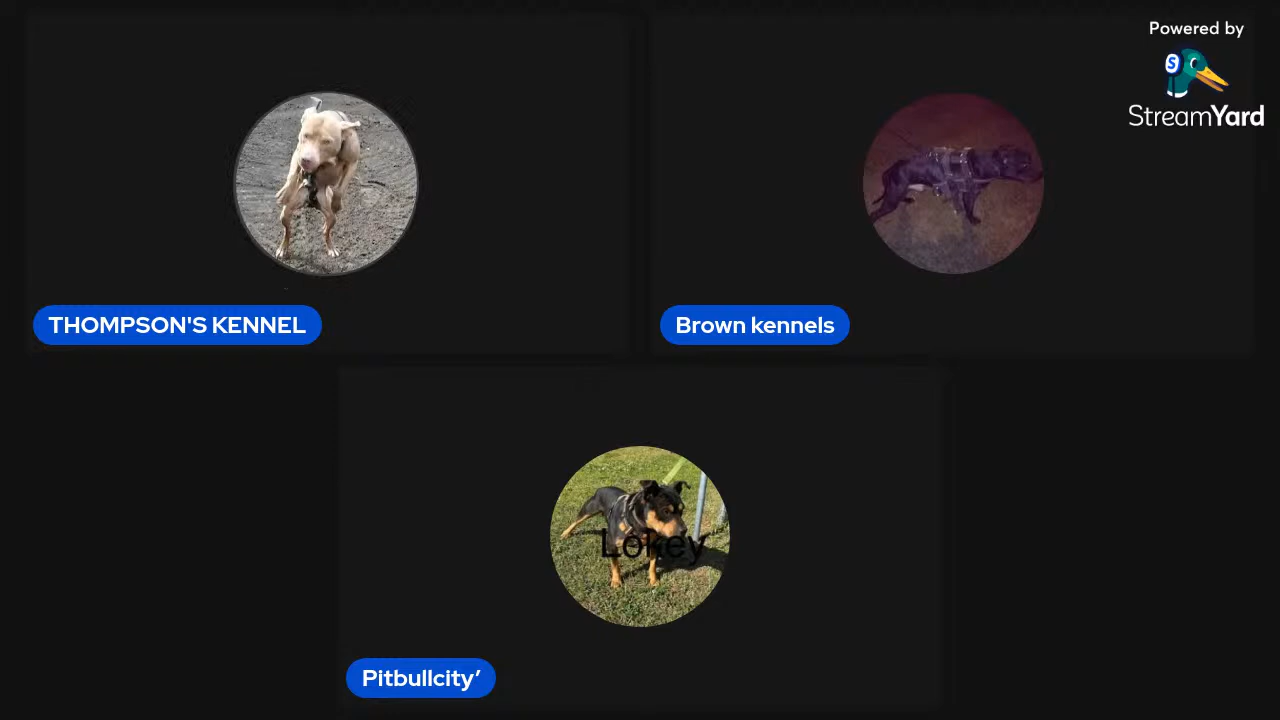 Powered by
StreamYard
THOMPSON'S KENNEL
Brown kennels
Lokey
Pitbullcity’